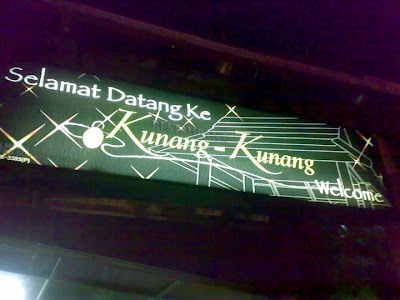 Selamat Datang Ke
Kunang - Kunang
Welcome